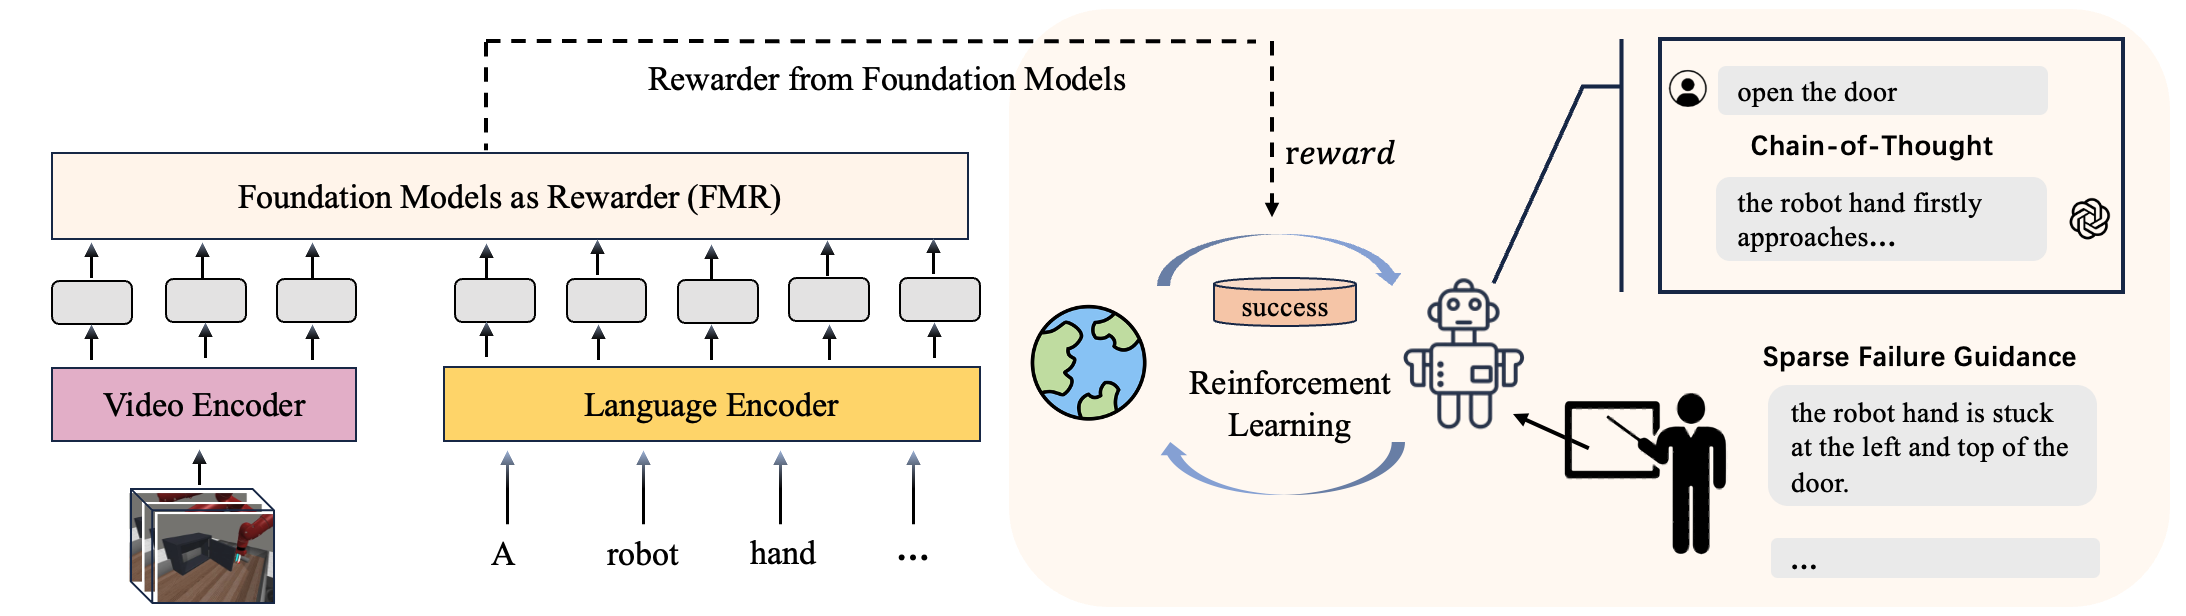 Rewarder from Foundation Models
Foundation Models as Rewarder (FMR)
Video Encoder
Language Encoder
A robot hand ...
reward
success
Reinforcement
Learning
open the door
Chain-of-Thought
the robot hand firstly
approaches...
Sparse Failure Guidance
the robot hand is stuck
at the left and top of the
door.
...